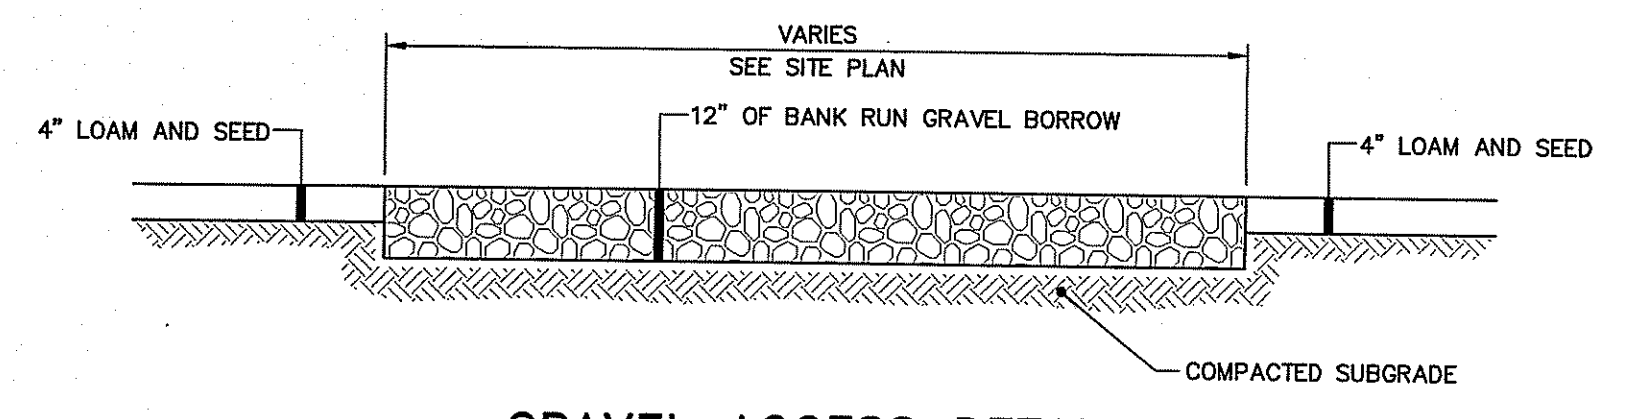 VARIES
SEE SITE PLAN
12" OF BANK RUN GRAVEL BORROW
4" LOAM AND SEED
4" LOAM AND SEED
COMPACTED SUBGRADE